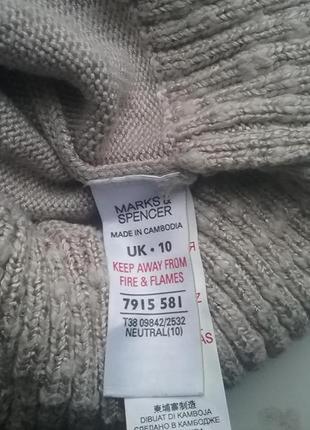 MARKS &
SPENCER
MADE IN CAMBODIA
UK • 10
KEEP AWAY FROM
FIRE & FLAMES
7915 581
T38 09842/2532
NEUTRAL(10)
Я
Z
AS
柬埔寨制造
DIBUAT DI KAMBOJA
СДЕЛАНО В КАМБОДЖЕ